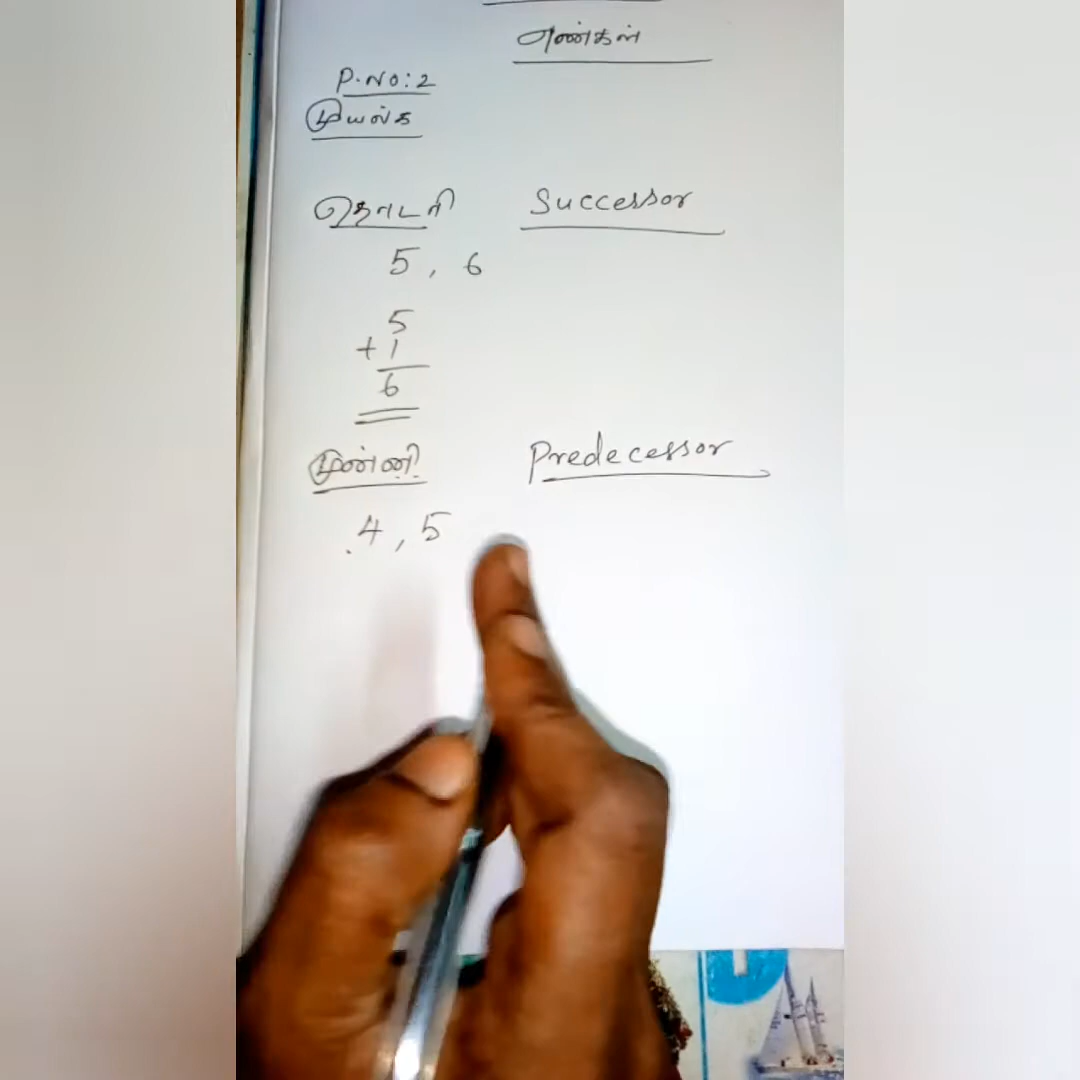 எண்கள்
P.No:2
முயல்க
தொடரி Successor
5, 6
5
+ 1
6
முன்னி Predecessor
4, 5